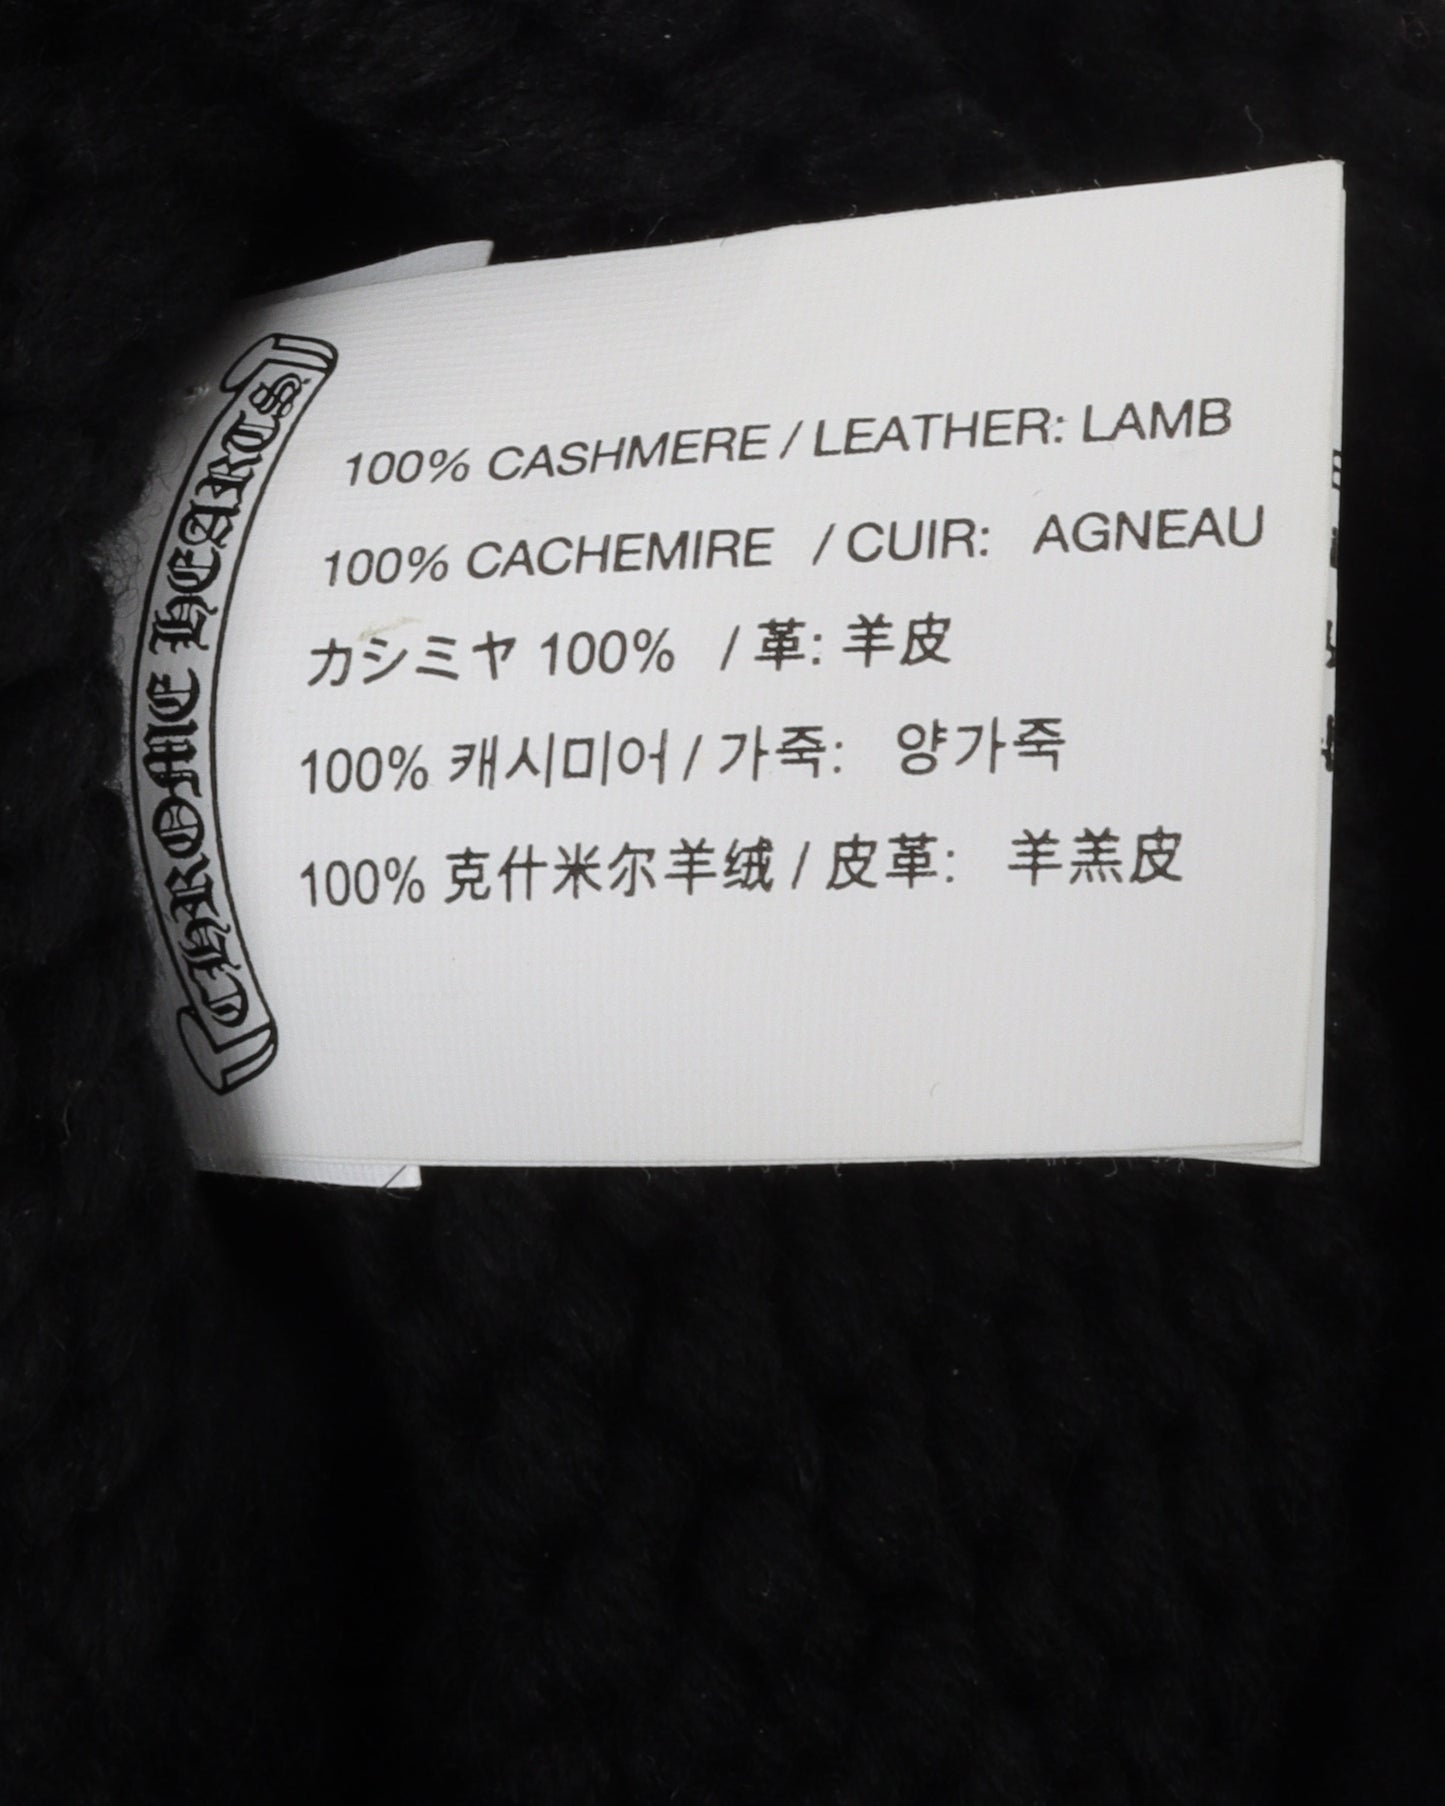 CHROME HEARTS
100% CASHMERE / LEATHER: LAMB
100% CACHEMIRE / CUIR: AGNEAU
カシミヤ 100% / 革: 羊皮
100% 캐시미어 / 가죽: 양가죽
100% 克什米尔羊绒 / 皮革: 羊羔皮